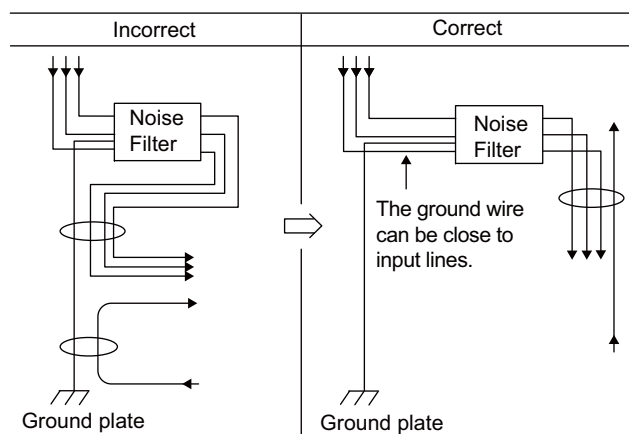 Incorrect
Correct
Noise
Filter
Ground plate
Noise
Filter
The ground wire
can be close to
input lines.
Ground plate